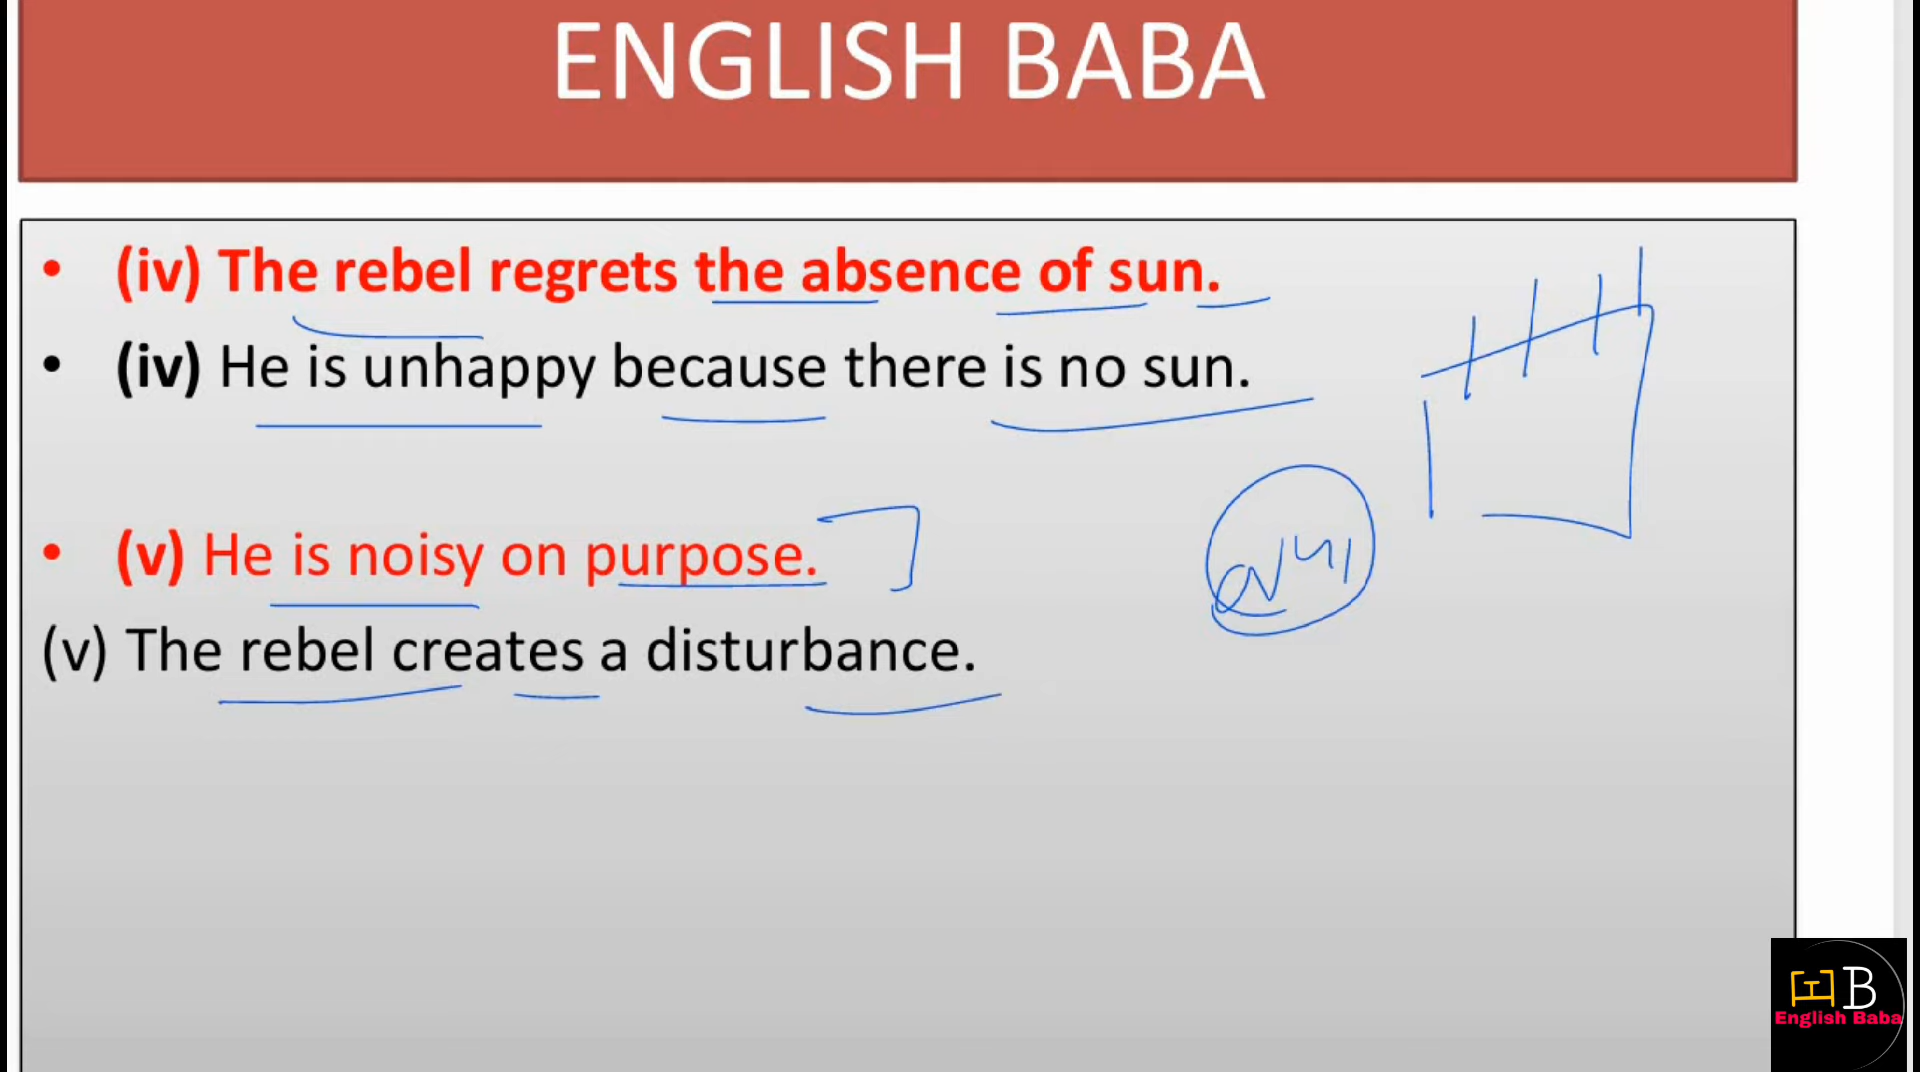 ENGLISH BABA
• (iv) The rebel regrets the absence of sun.
• (iv) He is unhappy because there is no sun.
• (v) He is noisy on purpose.
(v) The rebel creates a disturbance.
B
English Baba